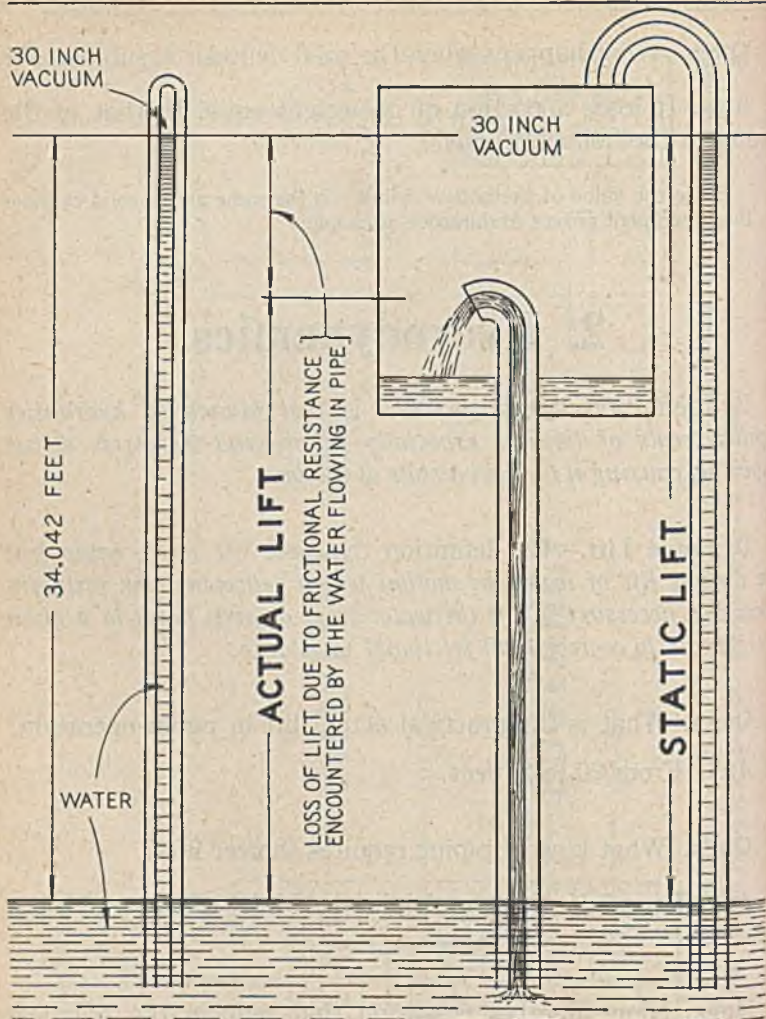 30 INCH
VACUUM
30 INCH
VACUUM
34.042 FEET
ACTUAL LIFT
LOSS OF LIFT DUE TO FRICTIONAL RESISTANCE
ENCOUNTERED BY THE WATER FLOWING IN PIPE
STATIC LIFT
WATER